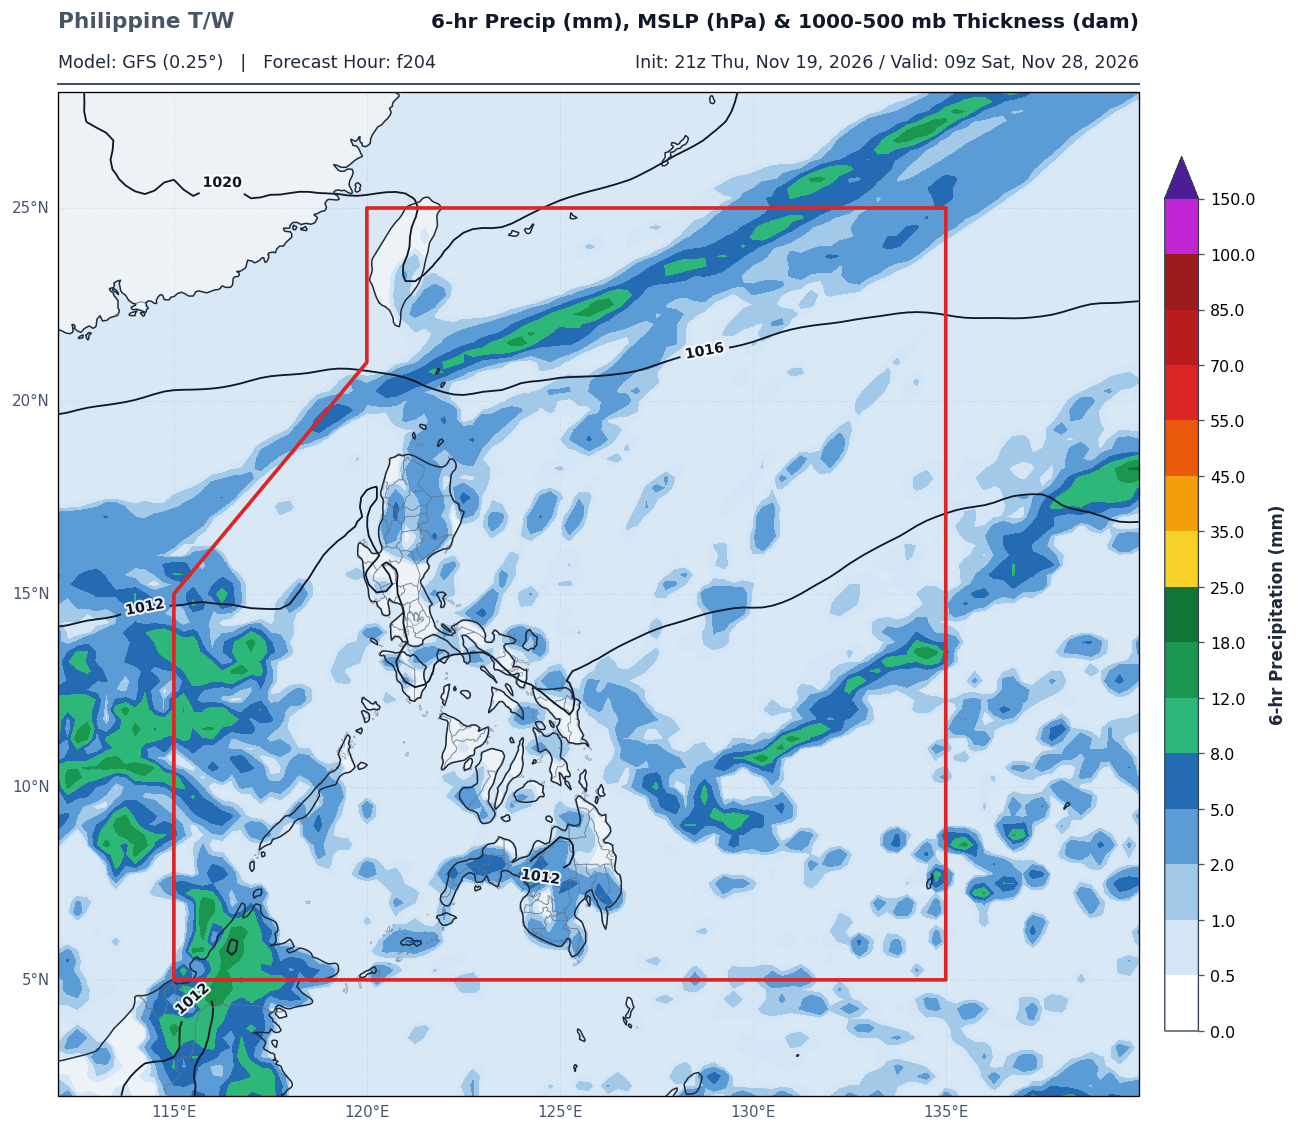 Philippine T/W
6-hr Precip (mm), MSLP (hPa) & 1000-500 mb Thickness (dam)
Model: GFS (0.25°) | Forecast Hour: f204
Init: 21z Thu, Nov 19, 2026 / Valid: 09z Sat, Nov 28, 2026
1020
1016
1012
1012
1012
25°N
20°N
15°N
10°N
5°N
115°E
120°E
125°E
130°E
135°E
150.0
100.0
85.0
70.0
55.0
45.0
35.0
25.0
18.0
12.0
8.0
5.0
2.0
1.0
0.5
0.0
6-hr Precipitation (mm)